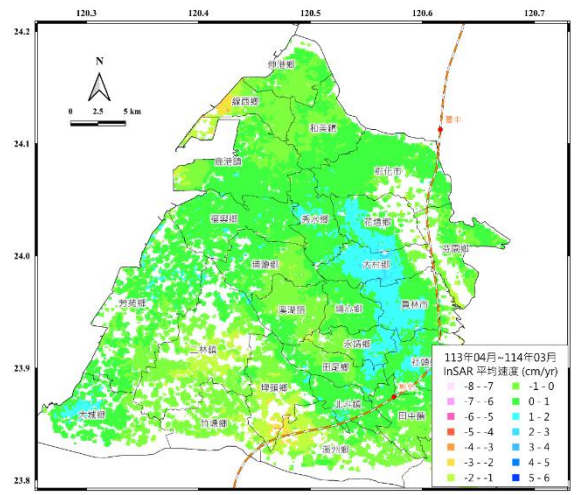 120.3 120.4 120.5 120.6 120.7
24.2
伸港鄉
N
線西鄉
0 2.5 5 km
和美鎮
臺中
24.1
鹿港鎮
彰化市
福興鄉
秀水鄉
花壇鄉
芬園鄉
24.0
埔鹽鄉
大村鄉
芳苑鄉
溪湖鎮
埔心鄉
員林市
永靖鄉
二林鎮
田尾鄉
社頭鄉
23.9
埤頭鄉
彰化
大城鄉
北斗鎮
竹塘鄉
田中鎮
溪州鄉
23.8
113年04月~114年03月
InSAR 平均速度 (cm/yr)
-8 - -7 -1 - 0
-7 - -6 0 - 1
-6 - -5 1 - 2
-5 - -4 2 - 3
-4 - -3 3 - 4
-3 - -2 4 - 5
-2 - -1 5 - 6